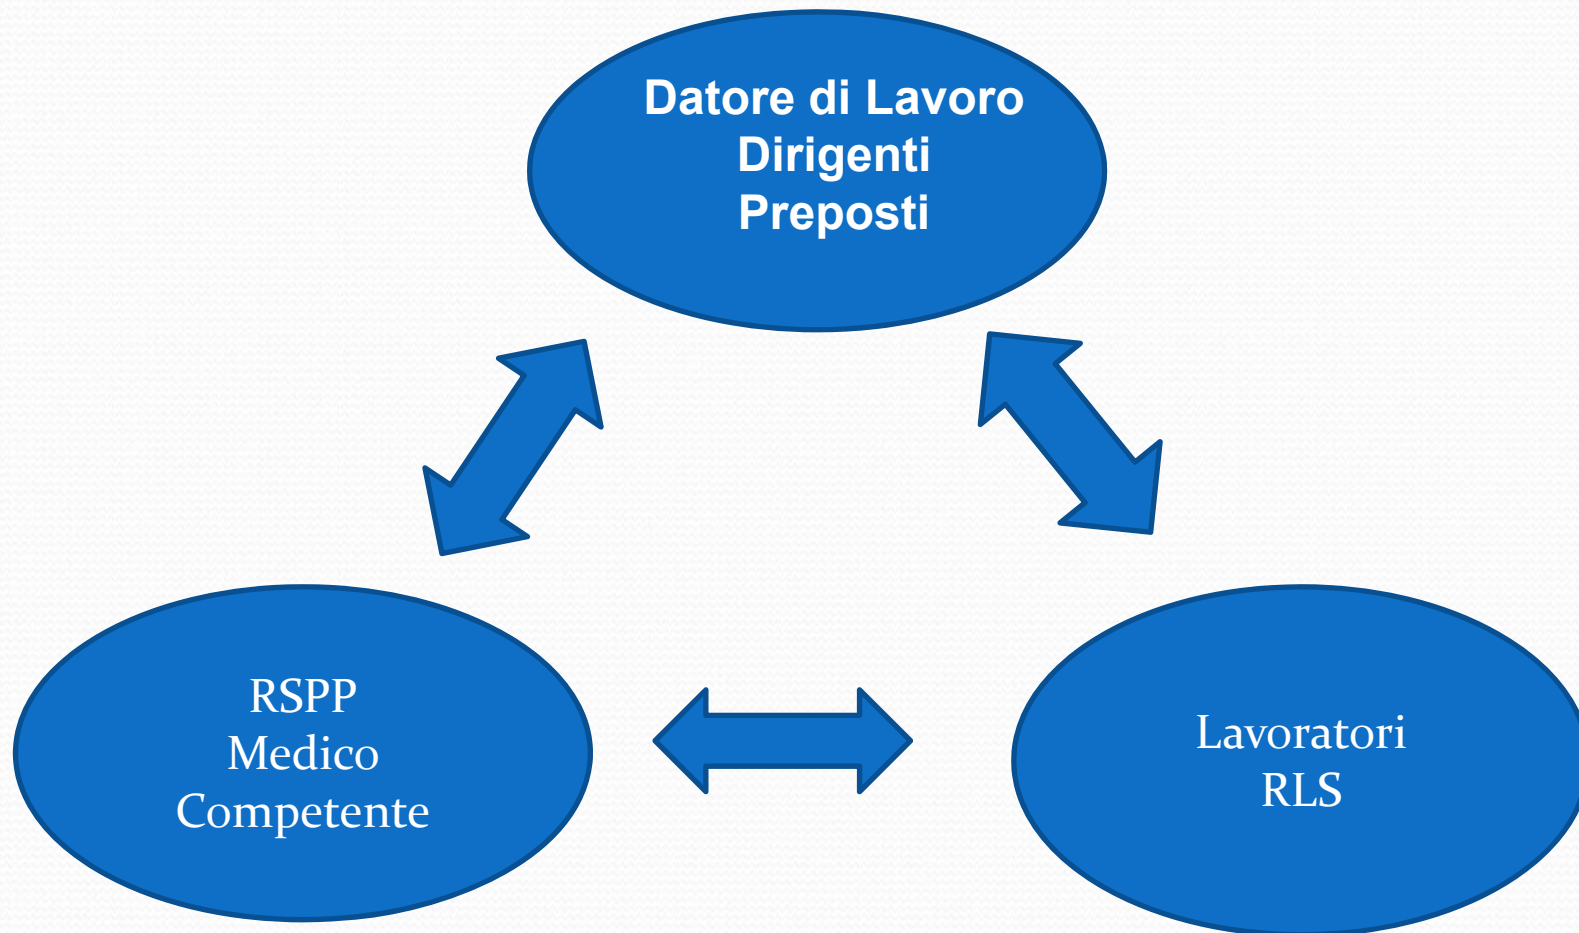 Datore di Lavoro
Dirigenti
Preposti
RSPP
Medico
Competente
Lavoratori
RLS